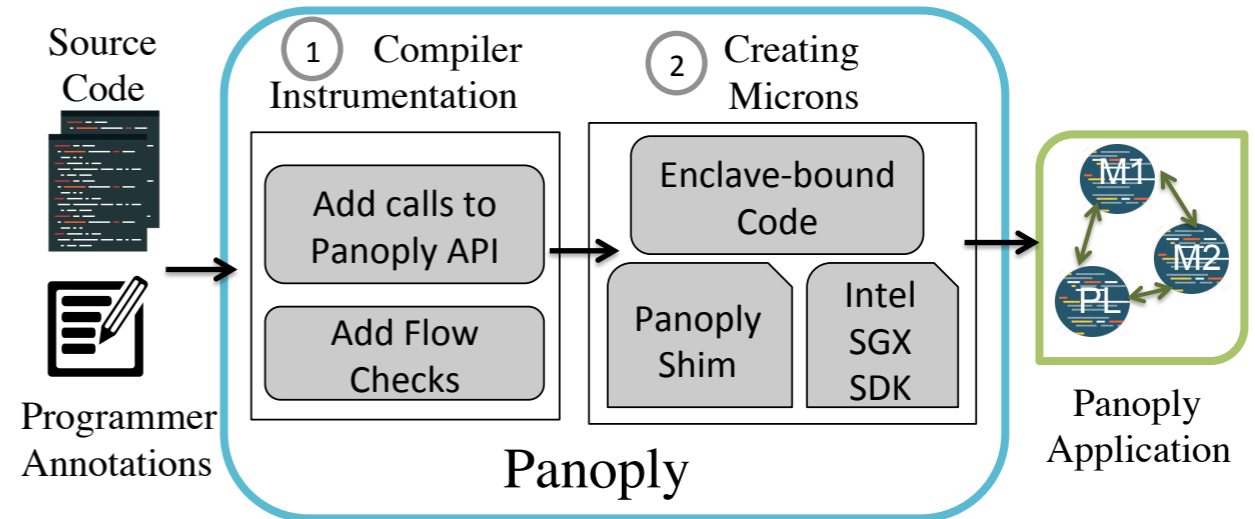 Source
Code
Programmer
Annotations
1 Compiler
Instrumentation
Add calls to
Panoply API
Add Flow
Checks
2 Creating
Microns
Enclave-bound
Code
Panoply
Shim
Intel
SGX
SDK
Panoply
M1
M2
PL
Panoply
Application